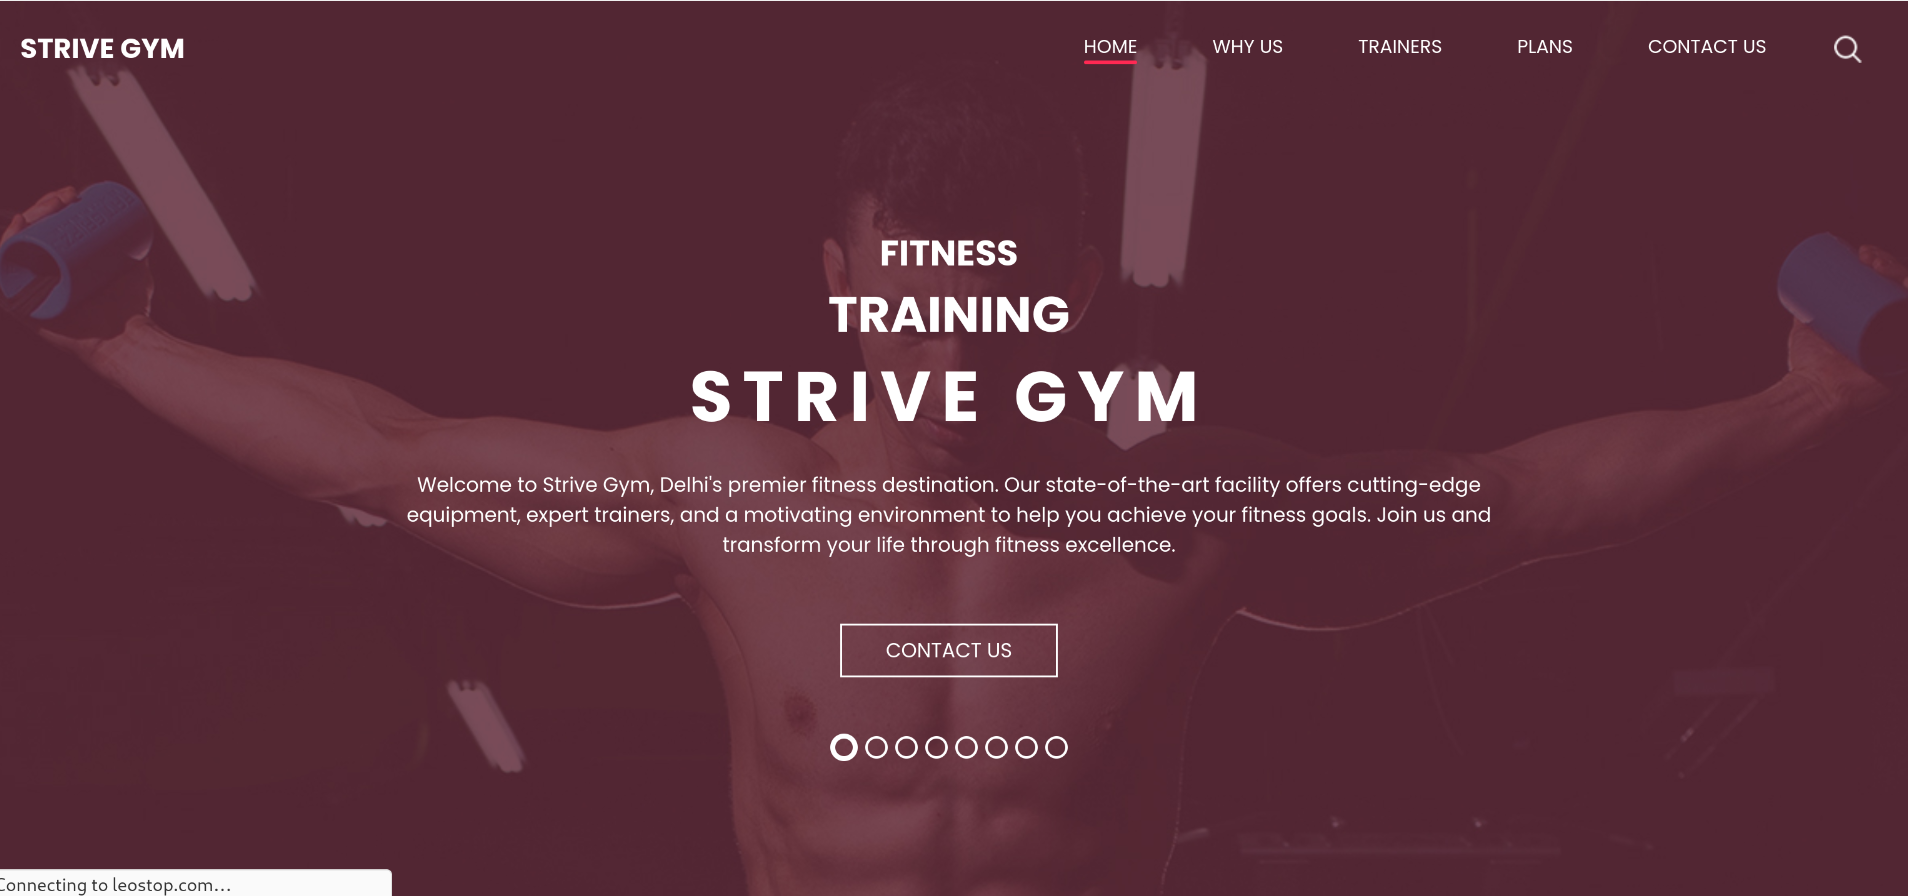 STRIVE GYM
HOME
WHY US
TRAINERS
PLANS
CONTACT US
FITNESS
TRAINING
STRIVE GYM
Welcome to Strive Gym, Delhi's premier fitness destination. Our state-of-the-art facility offers cutting-edge
equipment, expert trainers, and a motivating environment to help you achieve your fitness goals. Join us and
transform your life through fitness excellence.
CONTACT US
Connecting to leostop.com...